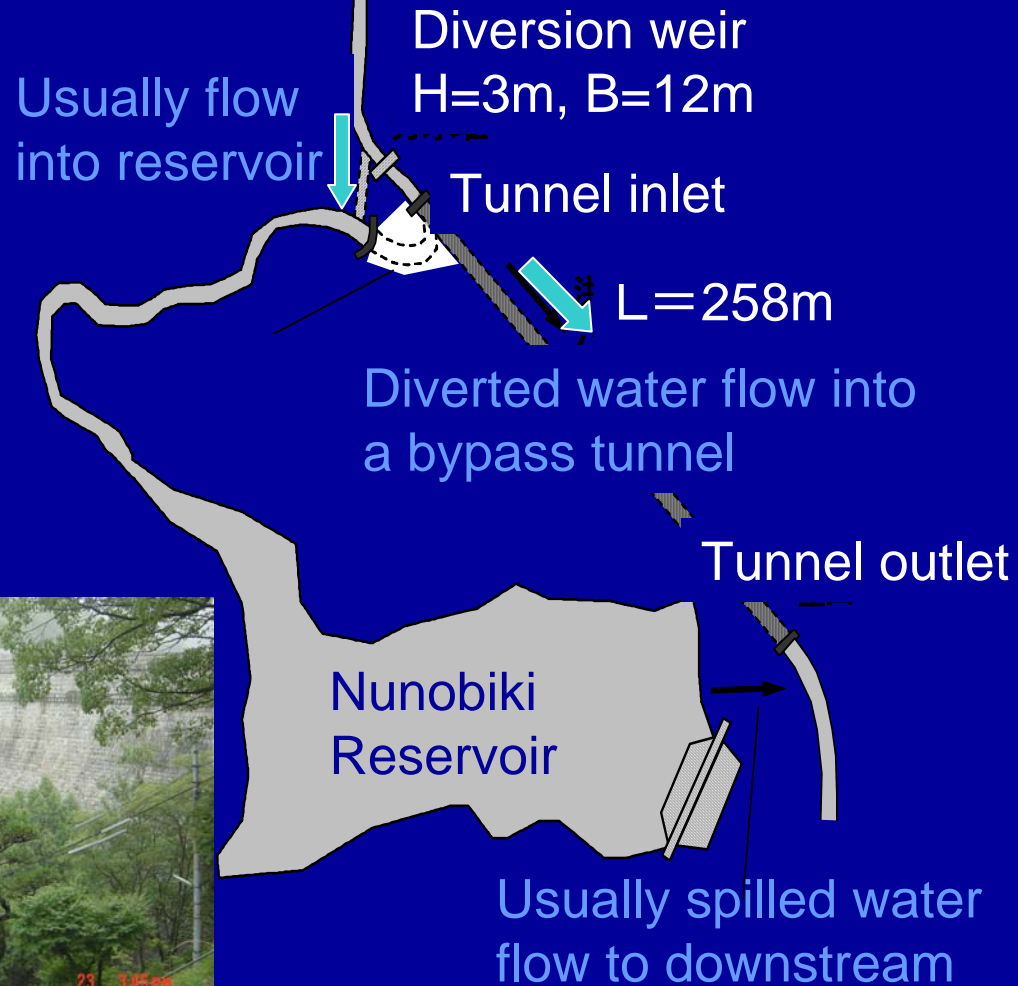 Diversion weir
H=3m, B=12m
Usually flow
into reservoir
Tunnel inlet
L＝258m
Diverted water flow into
a bypass tunnel
Tunnel outlet
Nunobiki
Reservoir
Usually spilled water
flow to downstream